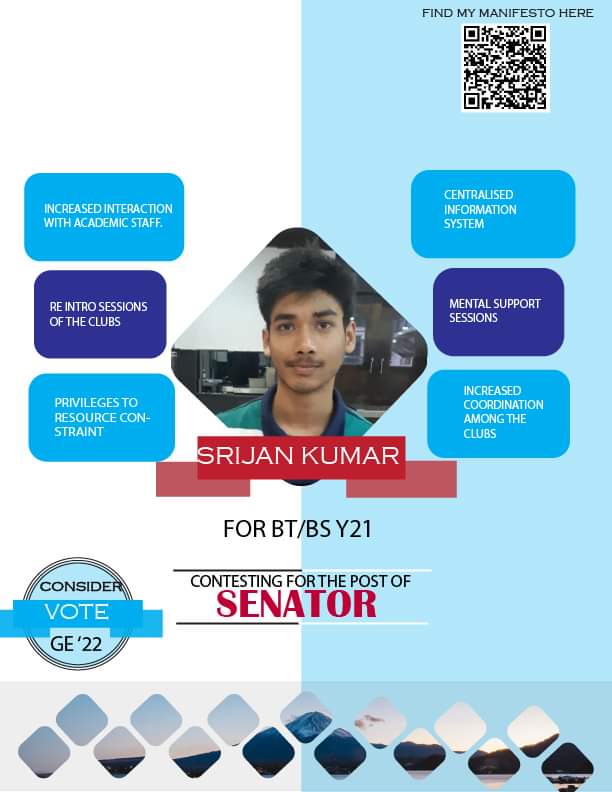 FIND MY MANIFESTO HERE
INCREASED INTERACTION
WITH ACADEMIC STAFF.
CENTRALISED
INFORMATION
SYSTEM
RE INTRO SESSIONS
OF THE CLUBS
MENTAL SUPPORT
SESSIONS
PRIVILEGES TO
RESOURCE CON-
STRAINT
INCREASED
COORDINATION
AMONG THE
CLUBS
SRIJAN KUMAR
FOR BT/BS Y21
CONTESTING FOR THE POST OF
SENATOR
CONSIDER
VOTE
GE ‘22